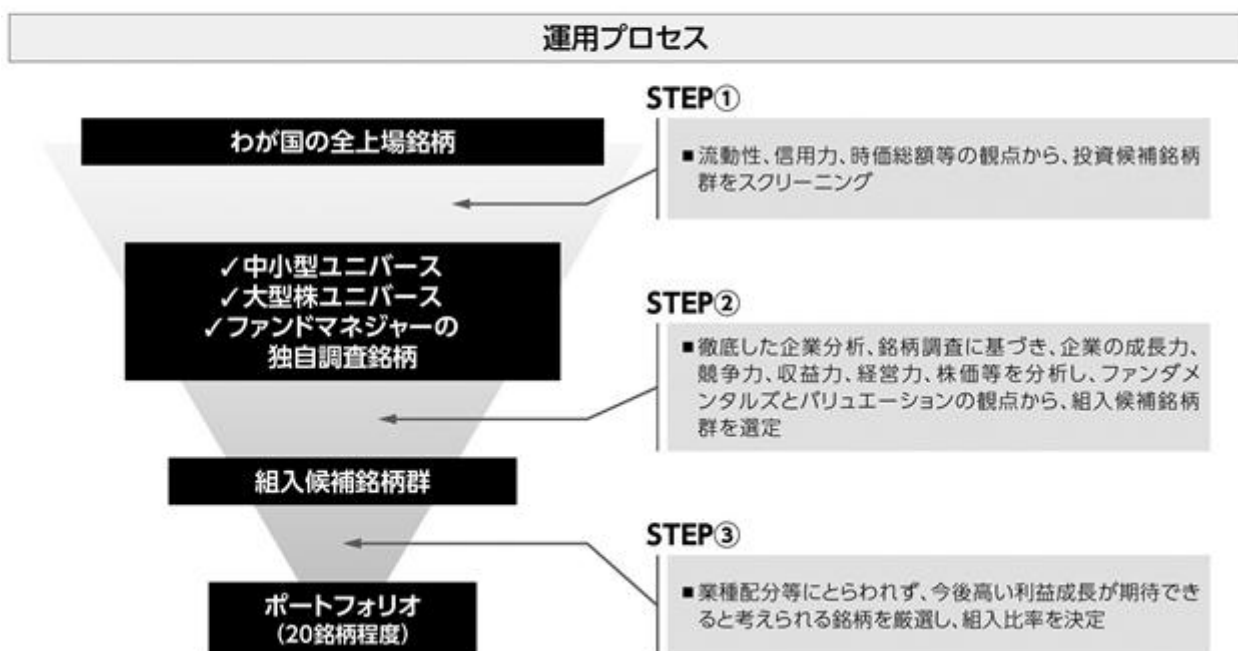 運用プロセス
わが国の全上場銘柄
STEP①
■流動性、信用力、時価総額等の観点から、投資候補銘柄
群をスクリーニング
✓中小型ユニバース
✓大型株ユニバース
✓ファンドマネジャーの
独自調査銘柄
STEP②
■徹底した企業分析、銘柄調査に基づき、企業の成長力、
競争力、収益力、経営力、株価等を分析し、ファンダメ
ンタルズとバリュエーションの観点から、組入候補銘柄
群を選定
組入候補銘柄群
STEP③
■業種配分等にとらわれず、今後高い利益成長が期待でき
ると考えられる銘柄を厳選し、組入比率を決定
ポートフォリオ
(20銘柄程度)